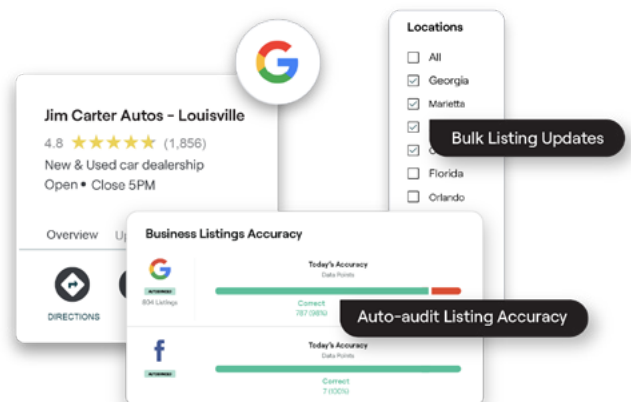 Jim Carter Autos - Louisville
4.8 (1,856)
New & Used car dealership
Open • Close 5PM
Overview Up
DIRECTIONS
Locations
All
Georgia
Marietta
Florida
Orlando
Bulk Listing Updates
Business Listings Accuracy
Today's Accuracy
Data Points
Correct
Auto-audit Listing Accuracy
Today's Accuracy
Data Points
Correct